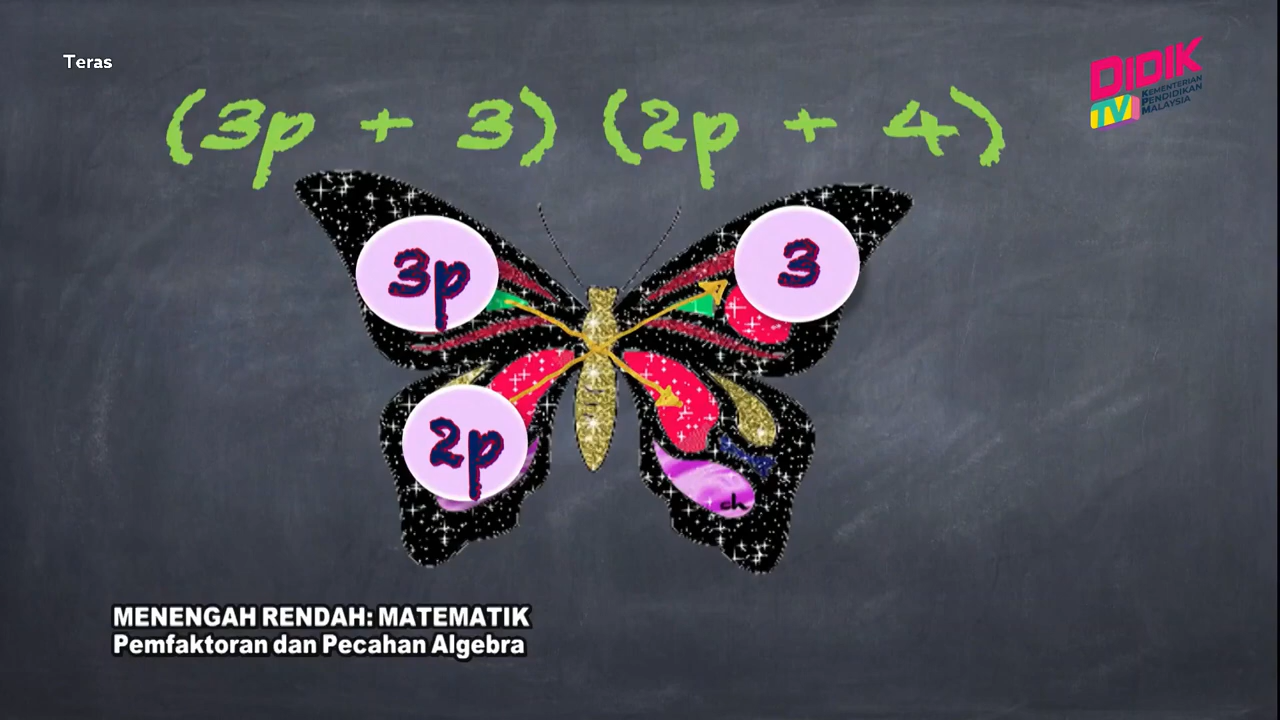 Teras
DIDIK
TV
KEMENTERIAN
PENDIDIKAN
MALAYSIA
(3p + 3) (2p + 4)
3p
3
2p
ch
MENENGAH RENDAH: MATEMATIK
Pemfaktoran dan Pecahan Algebra